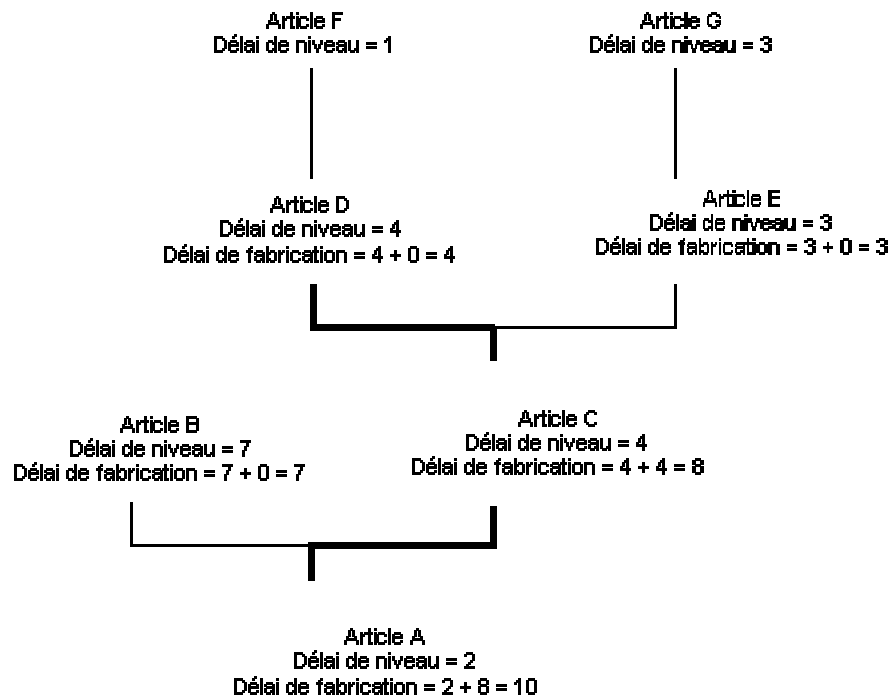 Article F
Délai de niveau = 1
Article G
Délai de niveau = 3
Article D
Délai de niveau = 4
Délai de fabrication = 4 + 0 = 4
Article E
Délai de niveau = 3
Délai de fabrication = 3 + 0 = 3
Article B
Délai de niveau = 7
Délai de fabrication = 7 + 0 = 7
Article C
Délai de niveau = 4
Délai de fabrication = 4 + 4 = 8
Article A
Délai de niveau = 2
Délai de fabrication = 2 + 8 = 10